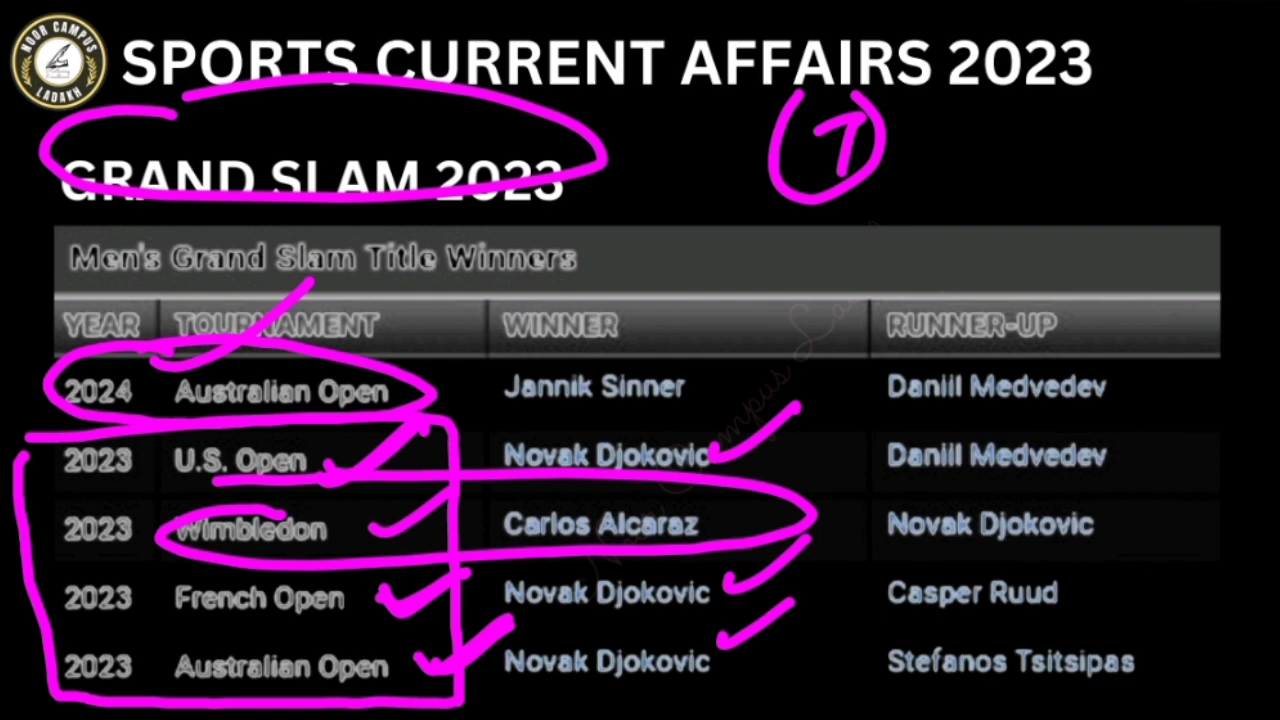 NOOR CAMPUS
LADAKH
SPORTS CURRENT AFFAIRS 2023
1
GRAND SLAM 2023
Men's Grand Slam Title Winners
YEAR TOURNAMENT WINNER RUNNER-UP
2024 Australian Open Jannik Sinner Daniil Medvedev
2023 U.S. Open Novak Djokovic Daniil Medvedev
2023 Wimbledon Carlos Alcaraz Novak Djokovic
2023 French Open Novak Djokovic Casper Ruud
2023 Australian Open Novak Djokovic Stefanos Tsitsipas